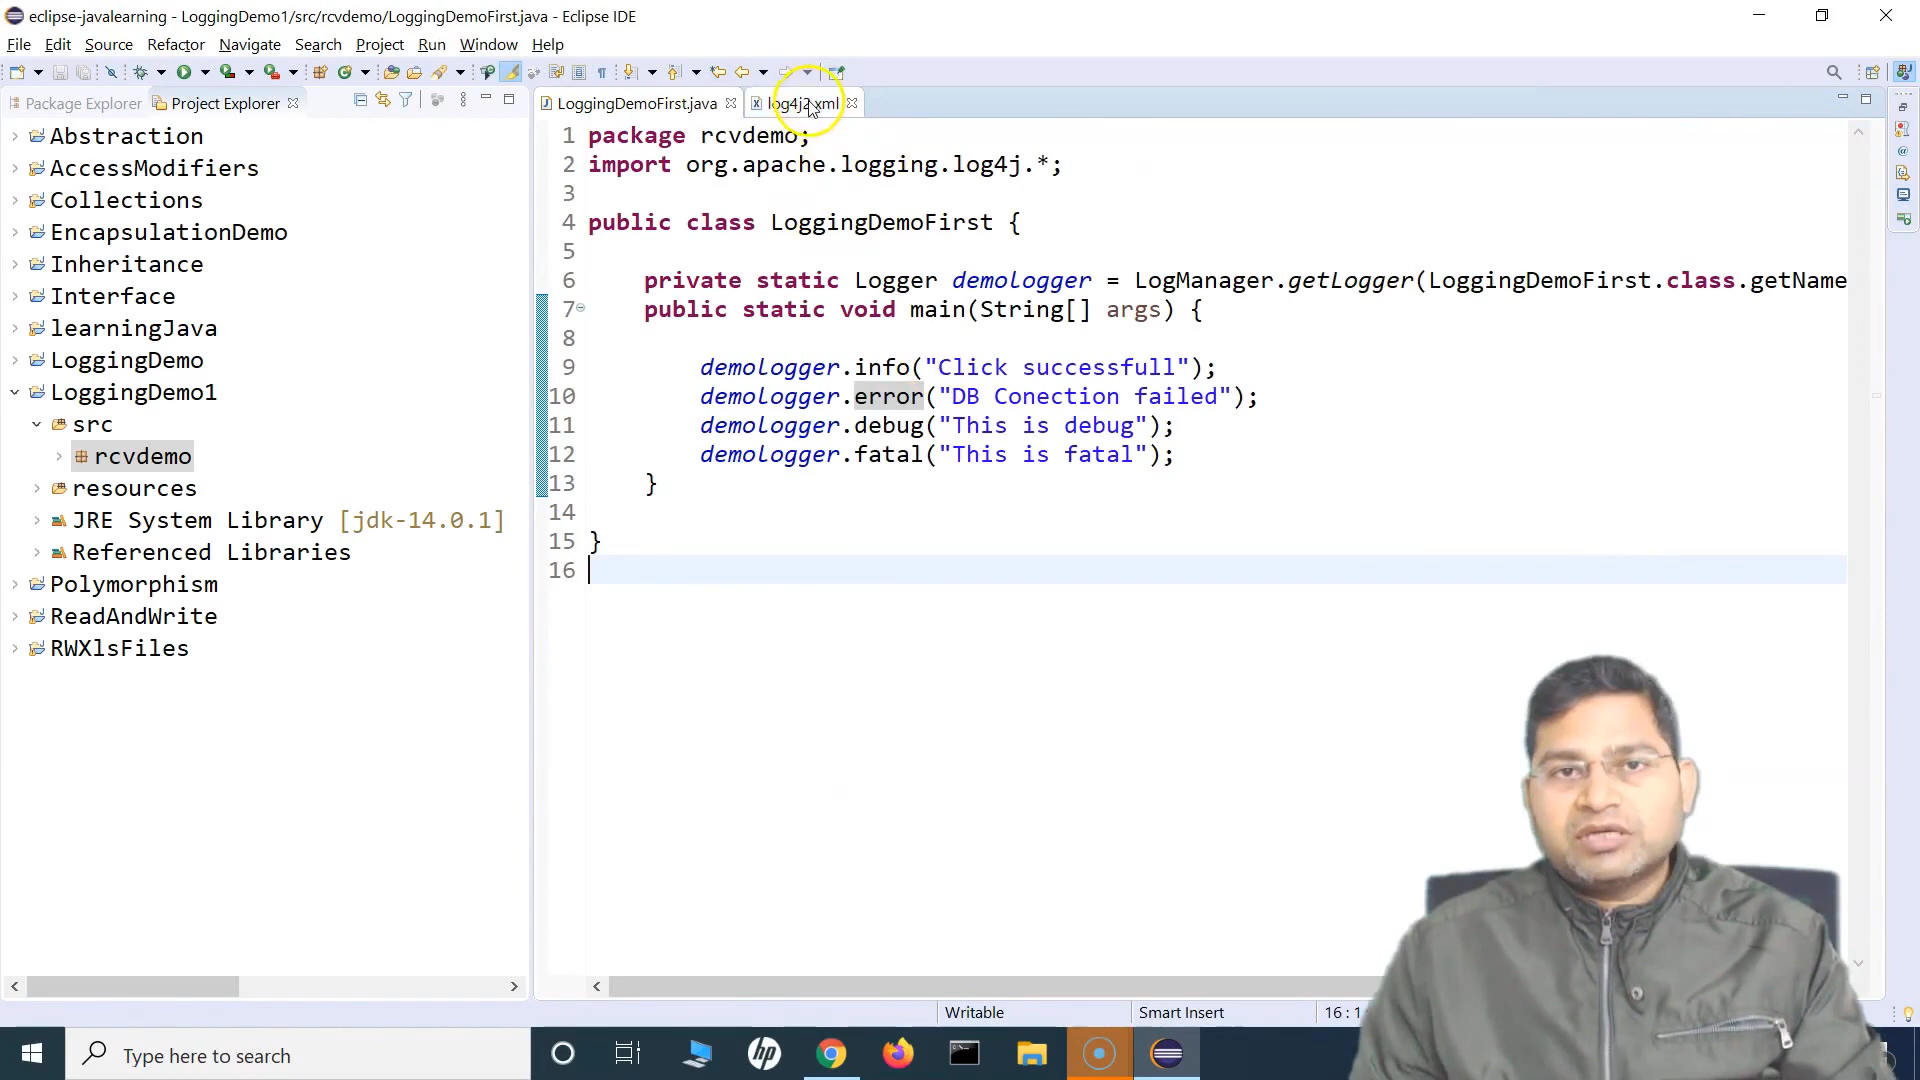 eclipse-javalearning - LoggingDemo1/src/rcvdemo/LoggingDemoFirst.java - Eclipse IDE
File Edit Source Refactor Navigate Search Project Run Window Help
Package Explorer Project Explorer
LoggingDemoFirst.java log4j2.xml
Abstraction
AccessModifiers
Collections
EncapsulationDemo
Inheritance
Interface
learningJava
LoggingDemo
LoggingDemo1
src
rcvdemo
resources
JRE System Library [jdk-14.0.1]
Referenced Libraries
Polymorphism
ReadAndWrite
RWXlsFiles
1 package rcvdemo;
2 import org.apache.logging.log4j.*;
3
4 public class LoggingDemoFirst {
5
6 private static Logger demologger = LogManager.getLogger(LoggingDemoFirst.class.getName
7 public static void main(String[] args) {
8
9 demologger.info("Click successfull");
10 demologger.error("DB Conection failed");
11 demologger.debug("This is debug");
12 demologger.fatal("This is fatal");
13 }
14
15 }
16
Writable Smart Insert 16 : 1
Type here to search
hp